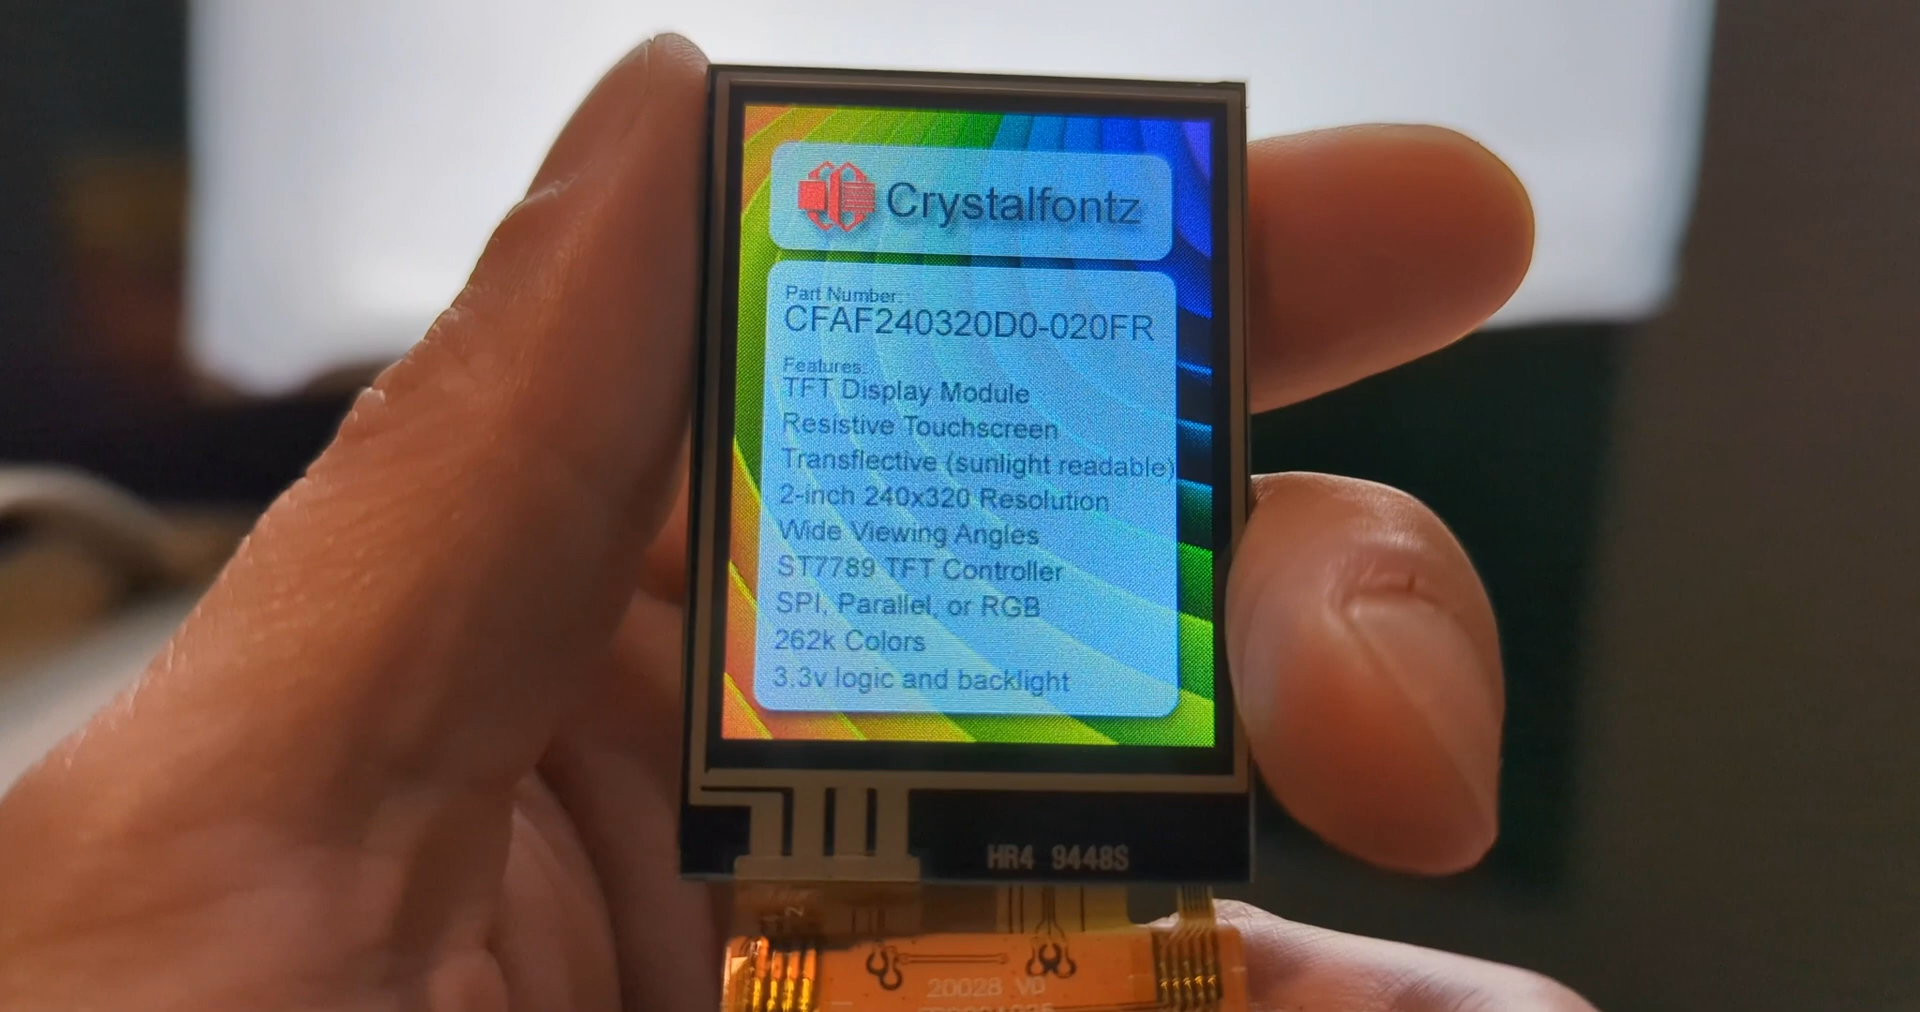 Crystalfontz
Part Number:
CFAF240320D0-020FR
Features:
TFT Display Module
Resistive Touchscreen
Transflective (sunlight readable)
2-inch 240x320 Resolution
Wide Viewing Angles
ST7789 TFT Controller
SPI, Parallel, or RGB
262k Colors
3.3v logic and backlight
HR4 9448S
20028 V0